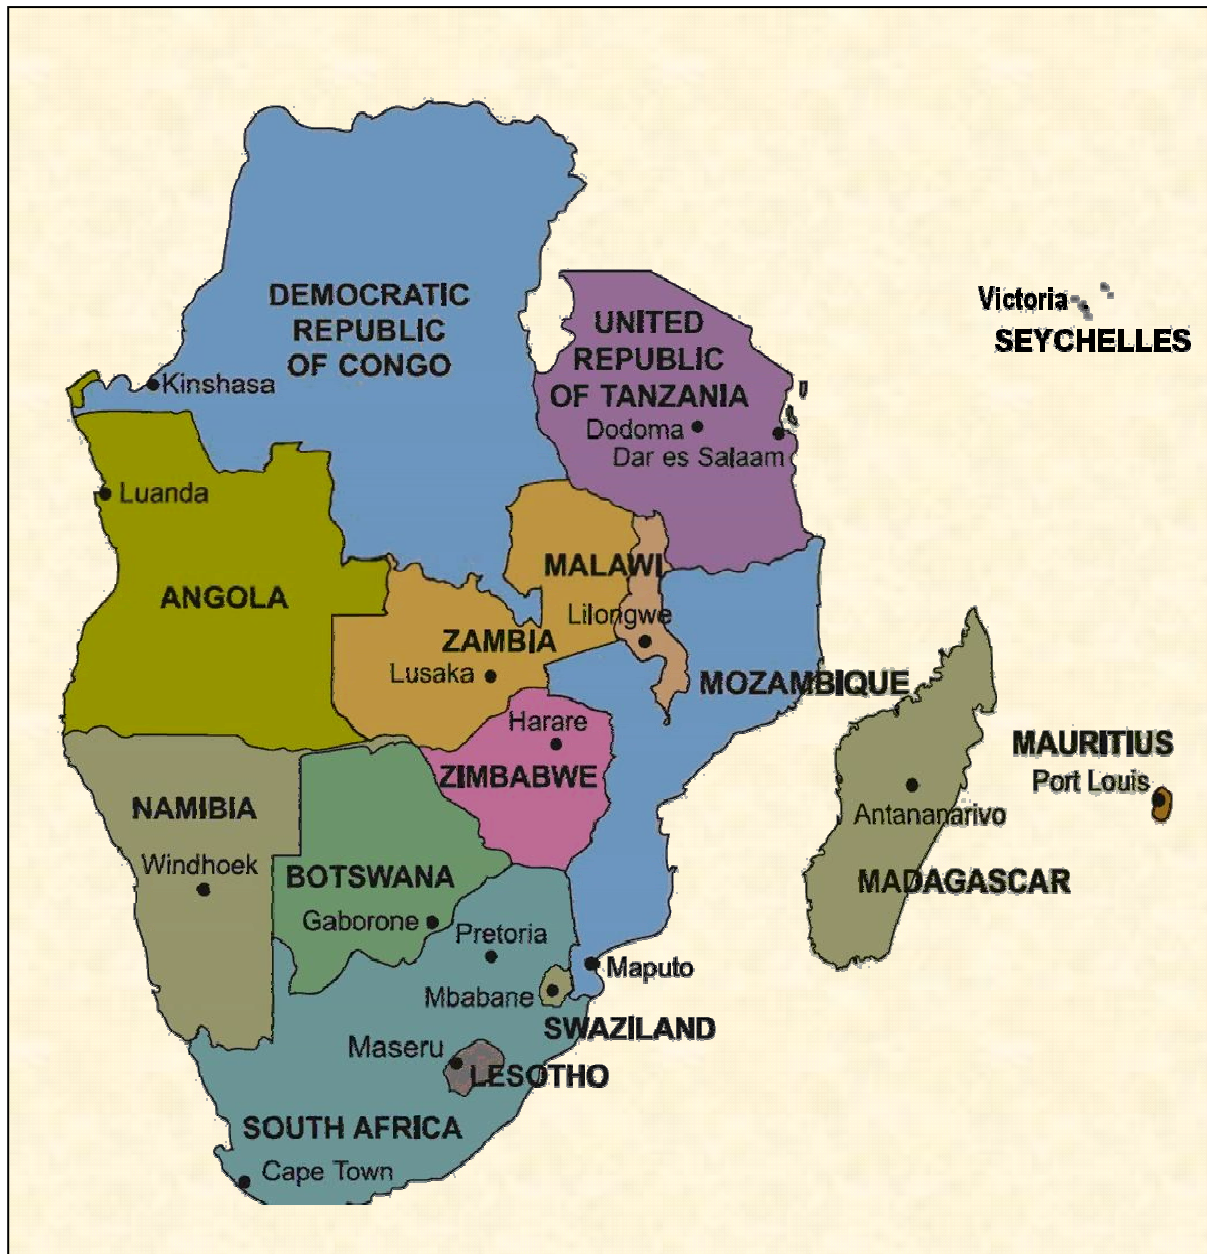 DEMOCRATIC
REPUBLIC
OF CONGO
Victoria
SEYCHELLES
UNITED
REPUBLIC
OF TANZANIA
Kinshasa
Dodoma
Dar es Salaam
Luanda
ANGOLA
MALAWI
Lilongwe
ZAMBIA
Lusaka
MOZAMBIQUE
Harare
ZIMBABWE
MAURITIUS
Port Louis
NAMIBIA
Antananarivo
Windhoek
BOTSWANA
MADAGASCAR
Gaborone
Pretoria
Maputo
Mbabane
SWAZILAND
Maseru
LESOTHO
SOUTH AFRICA
Cape Town